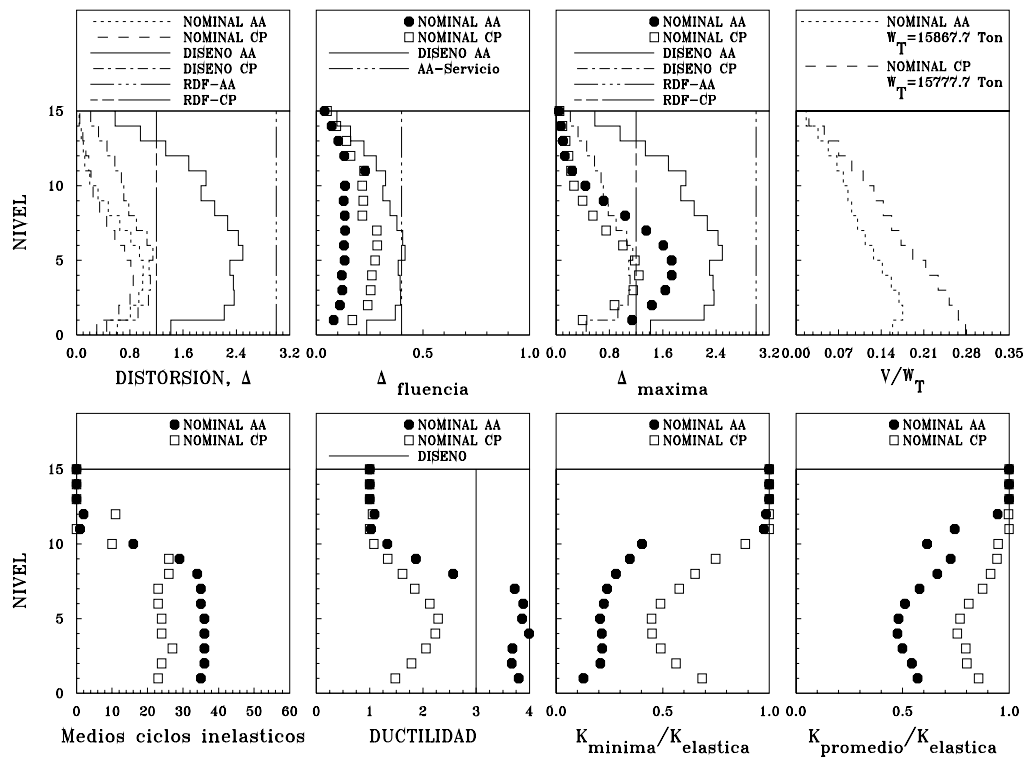 NOMINAL AA
NOMINAL CP
DISENO AA
DISENO CP
RDF-AA
RDF-CP
NOMINAL AA
NOMINAL CP
DISENO AA
AA-Servicio
NOMINAL AA
NOMINAL CP
DISENO AA
DISENO CP
RDF-AA
RDF-CP
NOMINAL AA
W_T=15867.7 Ton
NOMINAL CP
W_T=15777.7 Ton
NIVEL
15
10
5
0
0.0 0.8 1.6 2.4 3.2
DISTORSION, Δ
0.0 0.5 1.0
Δ fluencia
0.0 0.8 1.6 2.4 3.2
Δ maxima
0.00 0.07 0.14 0.21 0.28 0.35
V/W_T
NOMINAL AA
NOMINAL CP
NOMINAL AA
NOMINAL CP
DISENO
NOMINAL AA
NOMINAL CP
NOMINAL AA
NOMINAL CP
NIVEL
15
10
5
0
0 10 20 30 40 50 60
Medios ciclos inelasticos
0 1 2 3 4
DUCTILIDAD
0.0 0.5 1.0
K_minima/K_elastica
0.0 0.5 1.0
K_promedio/K_elastica